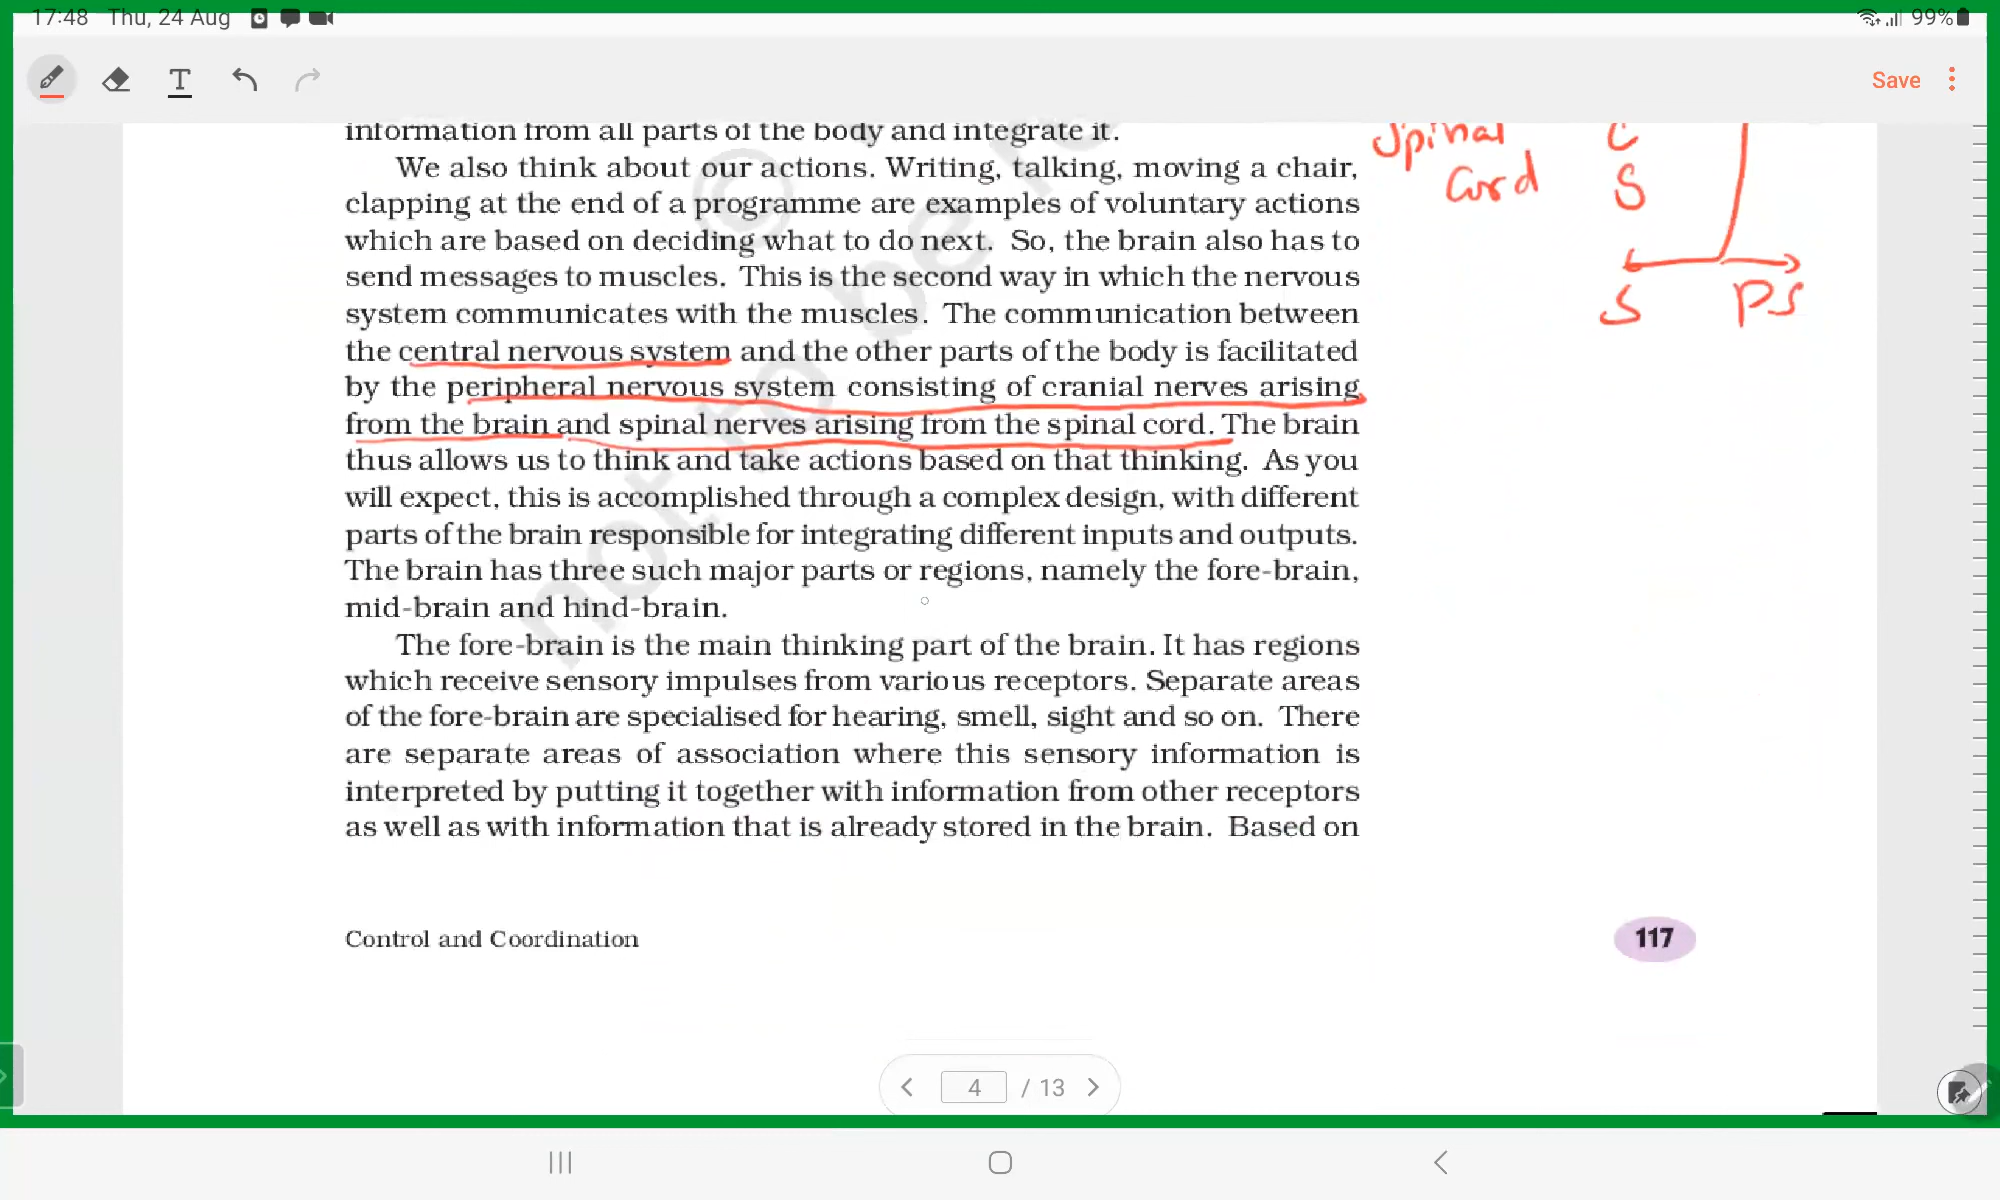 17:48 Thu, 24 Aug
99%
T
Save
information from all parts of the body and integrate it.
We also think about our actions. Writing, talking, moving a chair,
clapping at the end of a programme are examples of voluntary actions
which are based on deciding what to do next. So, the brain also has to
send messages to muscles. This is the second way in which the nervous
system communicates with the muscles. The communication between
the central nervous system and the other parts of the body is facilitated
by the peripheral nervous system consisting of cranial nerves arising
from the brain and spinal nerves arising from the spinal cord. The brain
thus allows us to think and take actions based on that thinking. As you
will expect, this is accomplished through a complex design, with different
parts of the brain responsible for integrating different inputs and outputs.
The brain has three such major parts or regions, namely the fore-brain,
mid-brain and hind-brain.
The fore-brain is the main thinking part of the brain. It has regions
which receive sensory impulses from various receptors. Separate areas
of the fore-brain are specialised for hearing, smell, sight and so on. There
are separate areas of association where this sensory information is
interpreted by putting it together with information from other receptors
as well as with information that is already stored in the brain. Based on
Spinal
Cord
S
S PS
© not to be re
Control and Coordination
117
4 / 13